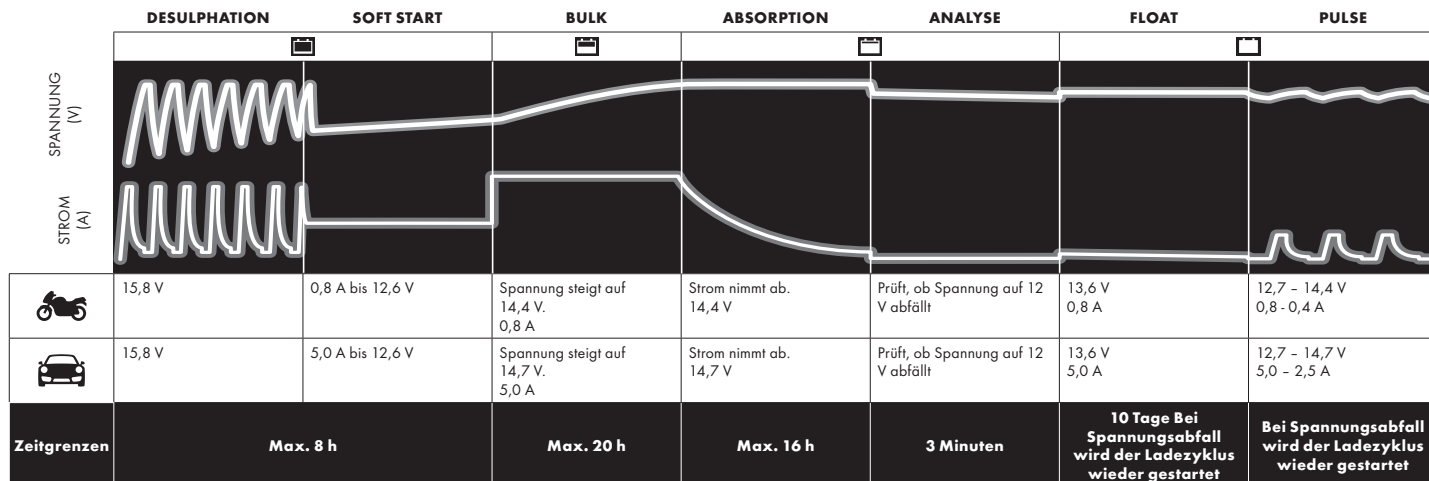 DESULPHATION SOFT START BULK ABSORPTION ANALYSE FLOAT PULSE
SPANNUNG
(V)
STROM
(A)
15,8 V
0,8 A bis 12,6 V
Spannung steigt auf
14,4 V.
0,8 A
Strom nimmt ab.
14,4 V
Prüft, ob Spannung auf 12
V abfällt
13,6 V
0,8 A
12,7 – 14,4 V
0,8 - 0,4 A
15,8 V
5,0 A bis 12,6 V
Spannung steigt auf
14,7 V.
5,0 A
Strom nimmt ab.
14,7 V
Prüft, ob Spannung auf 12
V abfällt
13,6 V
5,0 A
12,7 – 14,7 V
5,0 – 2,5 A
Zeitgrenzen
Max. 8 h
Max. 20 h
Max. 16 h
3 Minuten
10 Tage Bei
Spannungsabfall
wird der Ladezyklus
wieder gestartet
Bei Spannungsabfall
wird der Ladezyklus
wieder gestartet